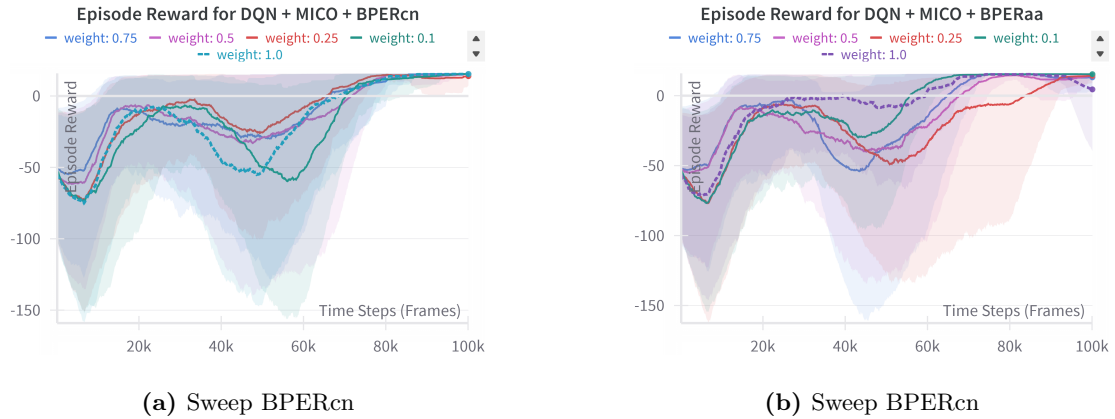 Episode Reward for DQN + MICO + BPERcn
weight: 0.75 weight: 0.5 weight: 0.25 weight: 0.1
weight: 1.0
Episode Reward
0
-50
-100
-150
Time Steps (Frames)
20k 40k 60k 80k 100k
(a) Sweep BPERcn
Episode Reward for DQN + MICO + BPERaa
weight: 0.75 weight: 0.5 weight: 0.25 weight: 0.1
weight: 1.0
Episode Reward
0
-50
-100
-150
Time Steps (Frames)
20k 40k 60k 80k 100k
(b) Sweep BPERcn